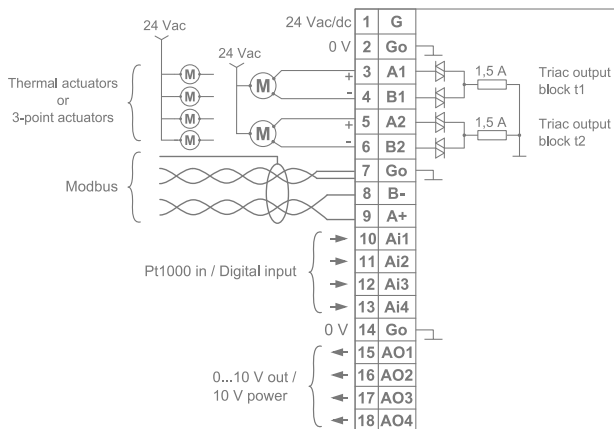 24 Vac
24 Vac
Thermal actuators
or
3-point actuators
M
M
M
M
M
M
Modbus
24 Vac/dc 1 G
0 V 2 Go
+ 3 A1
- 4 B1
+ 5 A2
- 6 B2
7 Go
8 B-
9 A+
Pt1000 in / Digital input
10 Ai1
11 Ai2
12 Ai3
13 Ai4
0 V 14 Go
0...10 V out /
10 V power
15 AO1
16 AO2
17 AO3
18 AO4
1,5 A
Triac output
block t1
1,5 A
Triac output
block t2